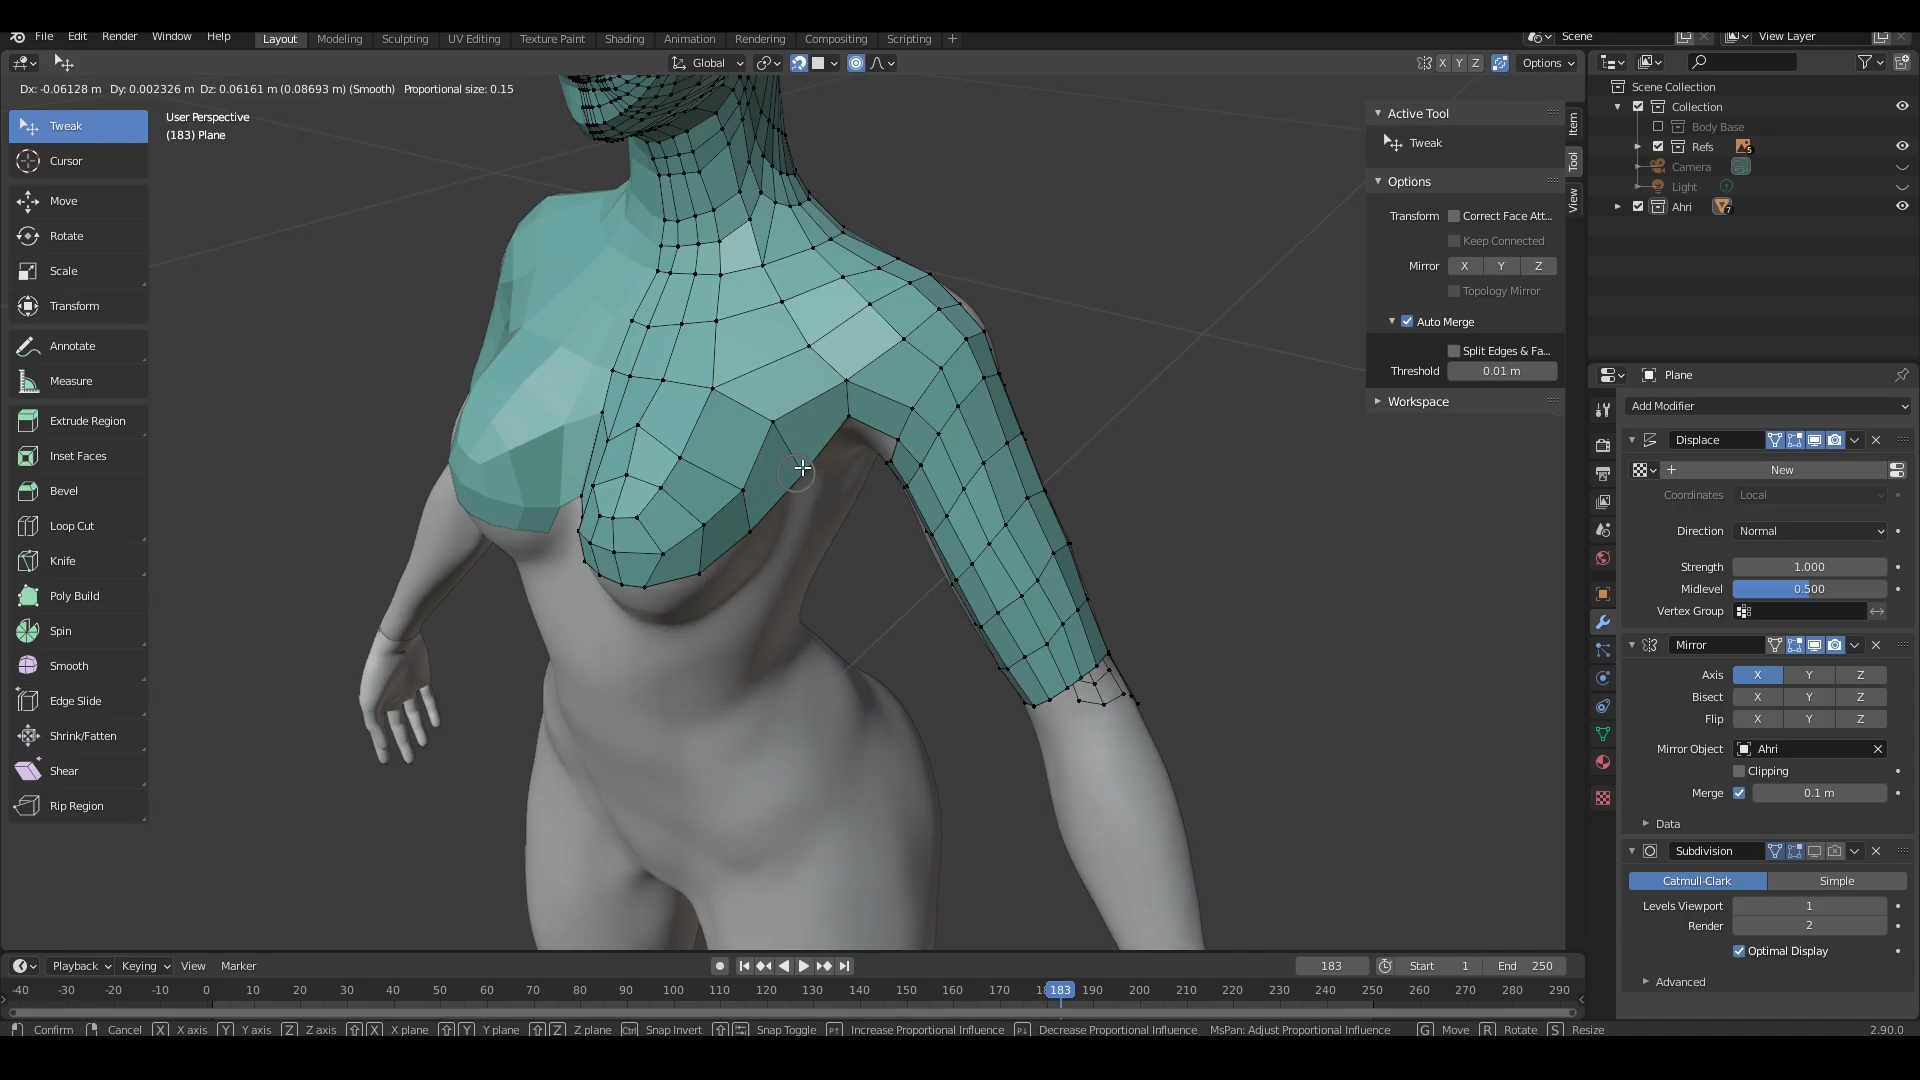 File Edit Render Window Help Layout Modeling Sculpting UV Editing Texture Paint Shading Animation Rendering Compositing Scripting + Scene View Layer
Global X Y Z Options
Dx: -0.06128 m Dy: 0.002326 m Dz: 0.06161 m (0.08693 m) (Smooth) Proportional size: 0.15
User Perspective
(183) Plane
Tweak
Cursor
Move
Rotate
Scale
Transform
Annotate
Measure
Extrude Region
Inset Faces
Bevel
Loop Cut
Knife
Poly Build
Spin
Smooth
Edge Slide
Shrink/Fatten
Shear
Rip Region
Active Tool
Tweak
Options
Transform Correct Face Att...
Keep Connected
Mirror X Y Z
Topology Mirror
Auto Merge
Split Edges & Fa...
Threshold 0.01 m
Workspace
Item
Tool
View
Scene Collection
Collection
Body Base
Refs 5
Camera
Light
Ahri 7
Plane
Add Modifier
Displace
New
Coordinates Local
Direction Normal
Strength 1.000
Midlevel 0.500
Vertex Group
Mirror
Axis X Y Z
Bisect X Y Z
Flip X Y Z
Mirror Object Ahri
Clipping
Merge 0.1 m
Data
Subdivision
Catmull-Clark Simple
Levels Viewport 1
Render 2
Optimal Display
Advanced
Playback Keying View Marker 183 Start 1 End 250
-40 -30 -20 -10 0 10 20 30 40 50 60 70 80 90 100 110 120 130 140 150 160 170 183 190 200 210 220 230 240 250 260 270 280 290
Confirm Cancel X X axis Y Y axis Z Z axis X X plane Y Y plane Z Z plane Ctrl Snap Invert Snap Toggle Increase Proportional Influence Decrease Proportional Influence MsPan: Adjust Proportional Influence G Move R Rotate S Resize 2.90.0